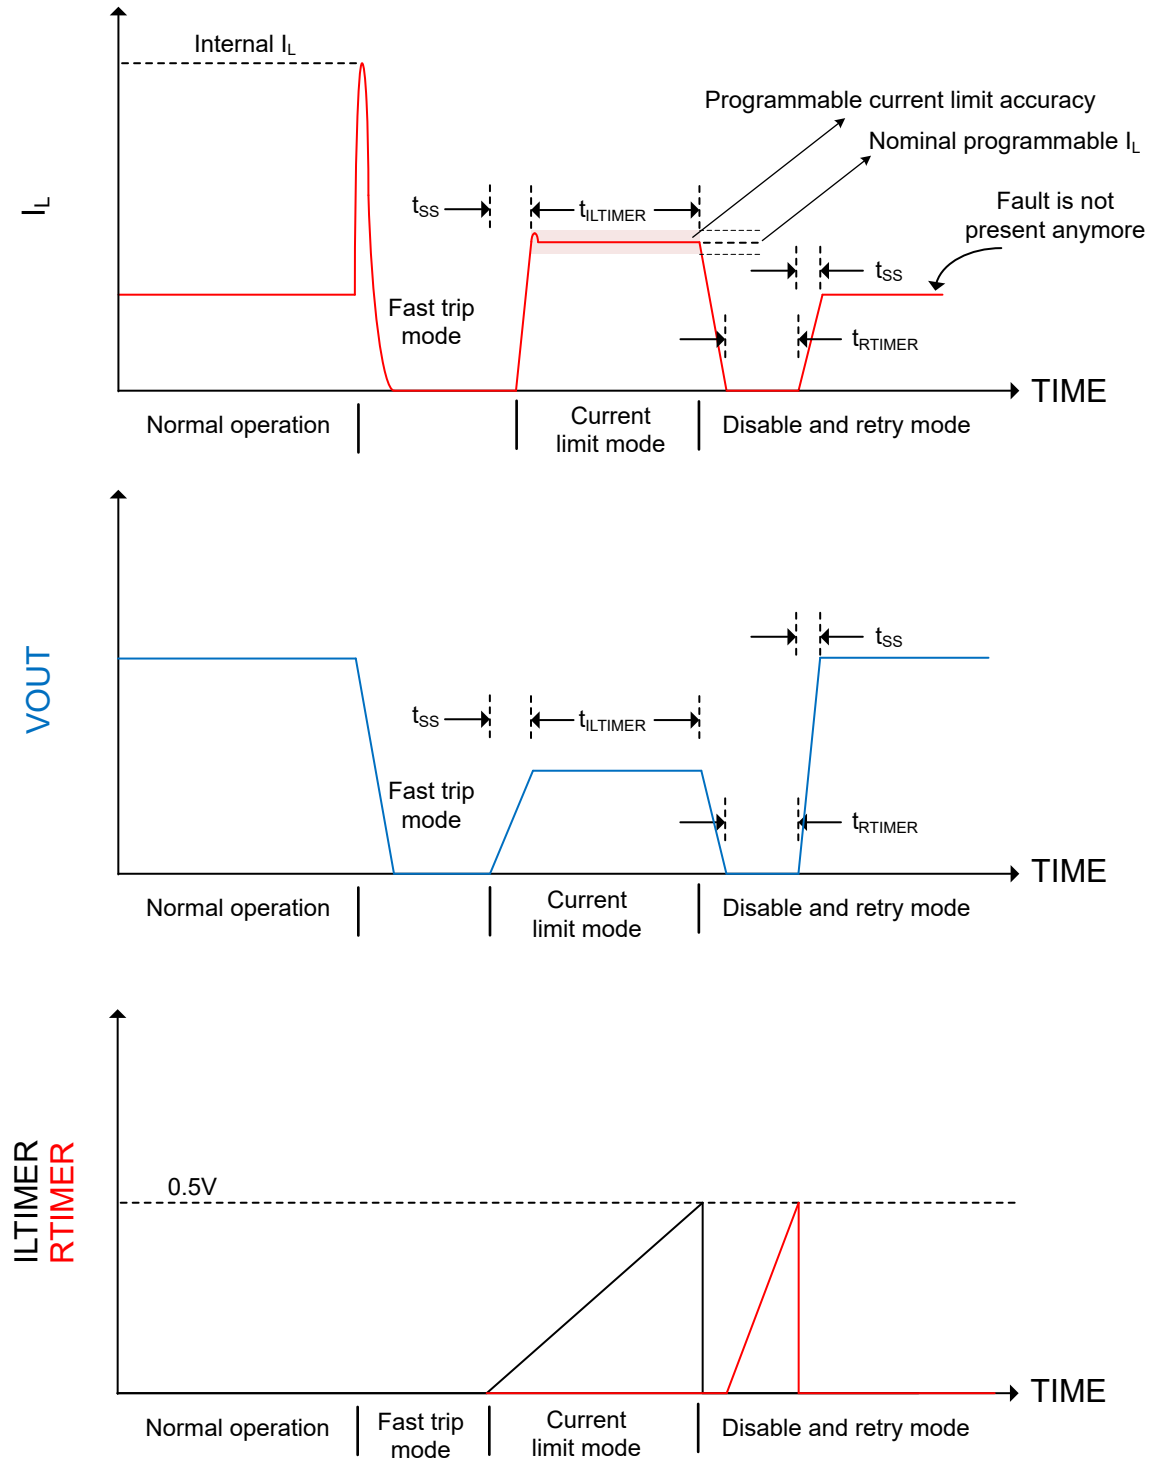 Internal IL
Programmable current limit accuracy
Nominal programmable IL
Fault is not
present anymore
IL
tSS
tILTIMER
tSS
Fast trip
mode
tRTIMER
TIME
Normal operation
Current
limit mode
Disable and retry mode
VOUT
tSS
tSS
tILTIMER
Fast trip
mode
tRTIMER
TIME
Normal operation
Current
limit mode
Disable and retry mode
ILTIMER
RTIMER
0.5V
TIME
Normal operation
Fast trip
mode
Current
limit mode
Disable and retry mode